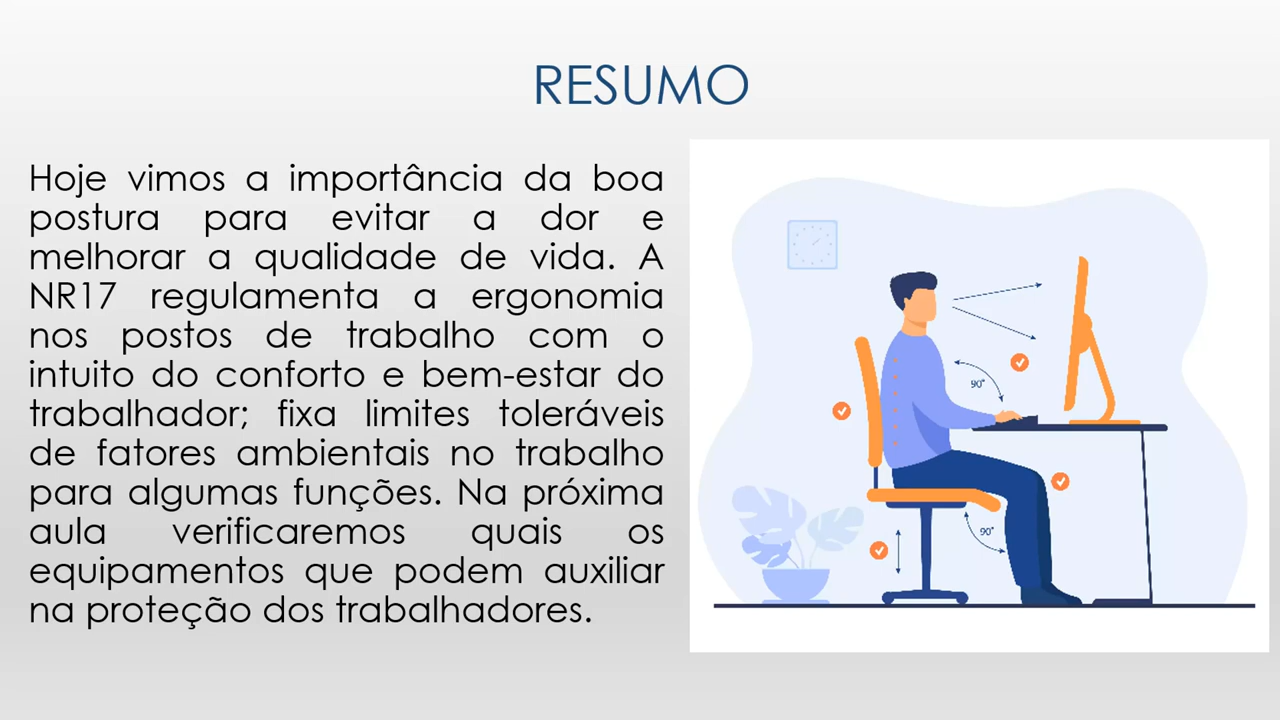 RESUMO
Hoje vimos a importância da boa
postura para evitar a dor e
melhorar a qualidade de vida. A
NR17 regulamenta a ergonomia
nos postos de trabalho com o
intuito do conforto e bem-estar do
trabalhador; fixa limites toleráveis
de fatores ambientais no trabalho
para algumas funções. Na próxima
aula verificaremos quais os
equipamentos que podem auxiliar
na proteção dos trabalhadores.
90°
90°